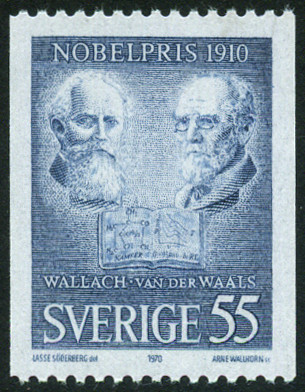 NOBELPRIS 1910
WALLACH · VAN DER WAALS
SVERIGE 55
LASSE SÖDERBERG del. 1970 ARNE WALLHORN sc.